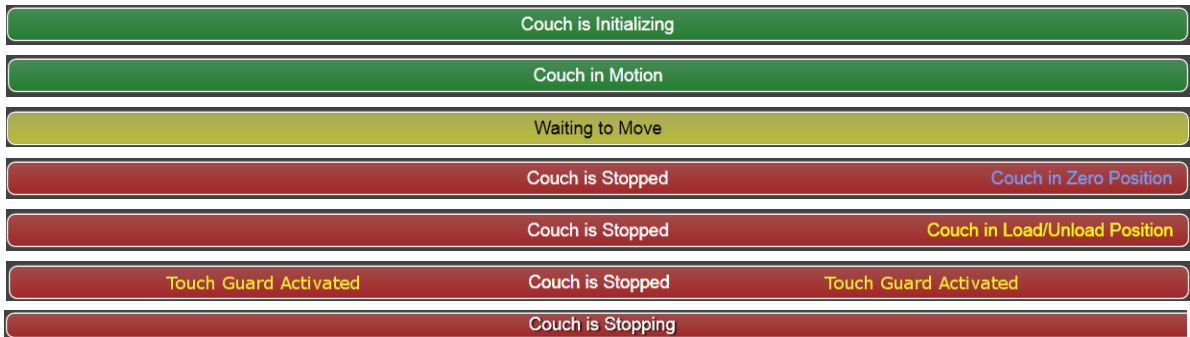 Couch is Initializing
Couch in Motion
Waiting to Move
Couch is Stopped Couch in Zero Position
Couch is Stopped Couch in Load/Unload Position
Touch Guard Activated Couch is Stopped Touch Guard Activated
Couch is Stopping